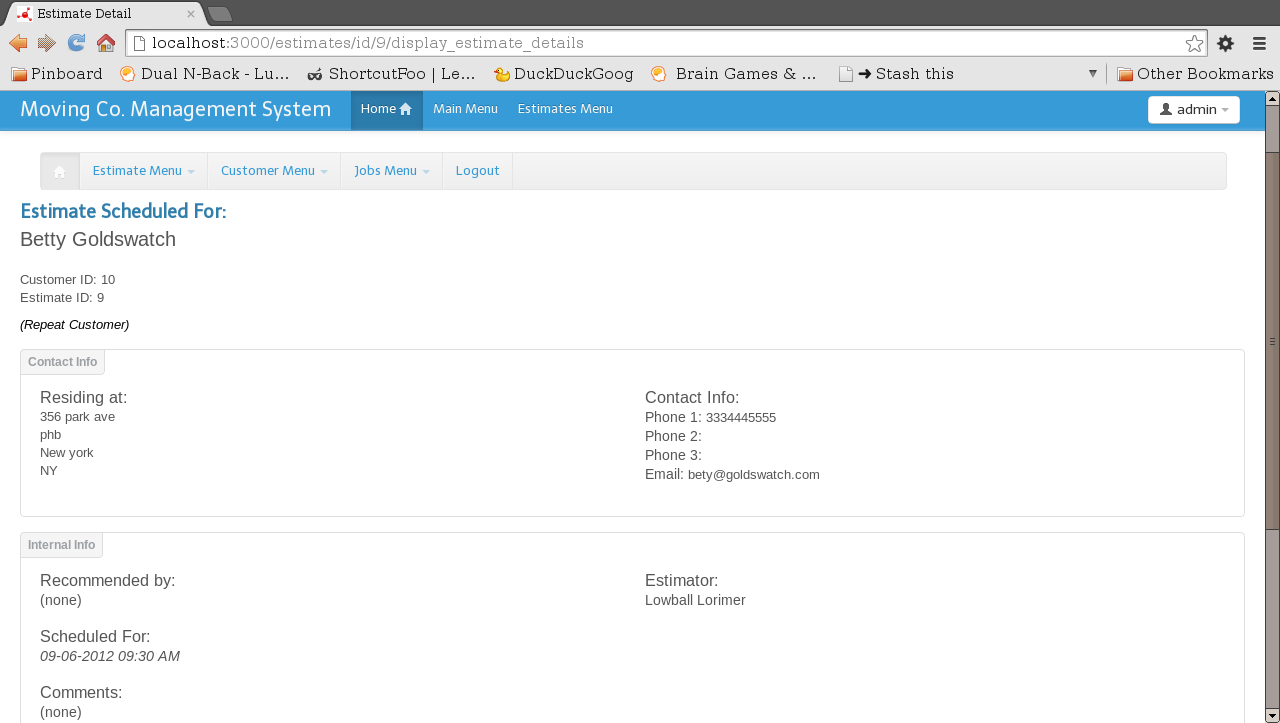 Estimate Detail
localhost:3000/estimates/id/9/display_estimate_details
Pinboard Dual N-Back - Lu... ShortcutFoo | Le... DuckDuckGoog Brain Games & ... ➔ Stash this Other Bookmarks
Moving Co. Management System Home Main Menu Estimates Menu admin
Estimate Menu Customer Menu Jobs Menu Logout
Estimate Scheduled For:
Betty Goldswatch
Customer ID: 10
Estimate ID: 9
(Repeat Customer)
Contact Info
Residing at:
356 park ave
phb
New york
NY
Contact Info:
Phone 1: 3334445555
Phone 2:
Phone 3:
Email: bety@goldswatch.com
Internal Info
Recommended by:
(none)
Estimator:
Lowball Lorimer
Scheduled For:
09-06-2012 09:30 AM
Comments:
(none)